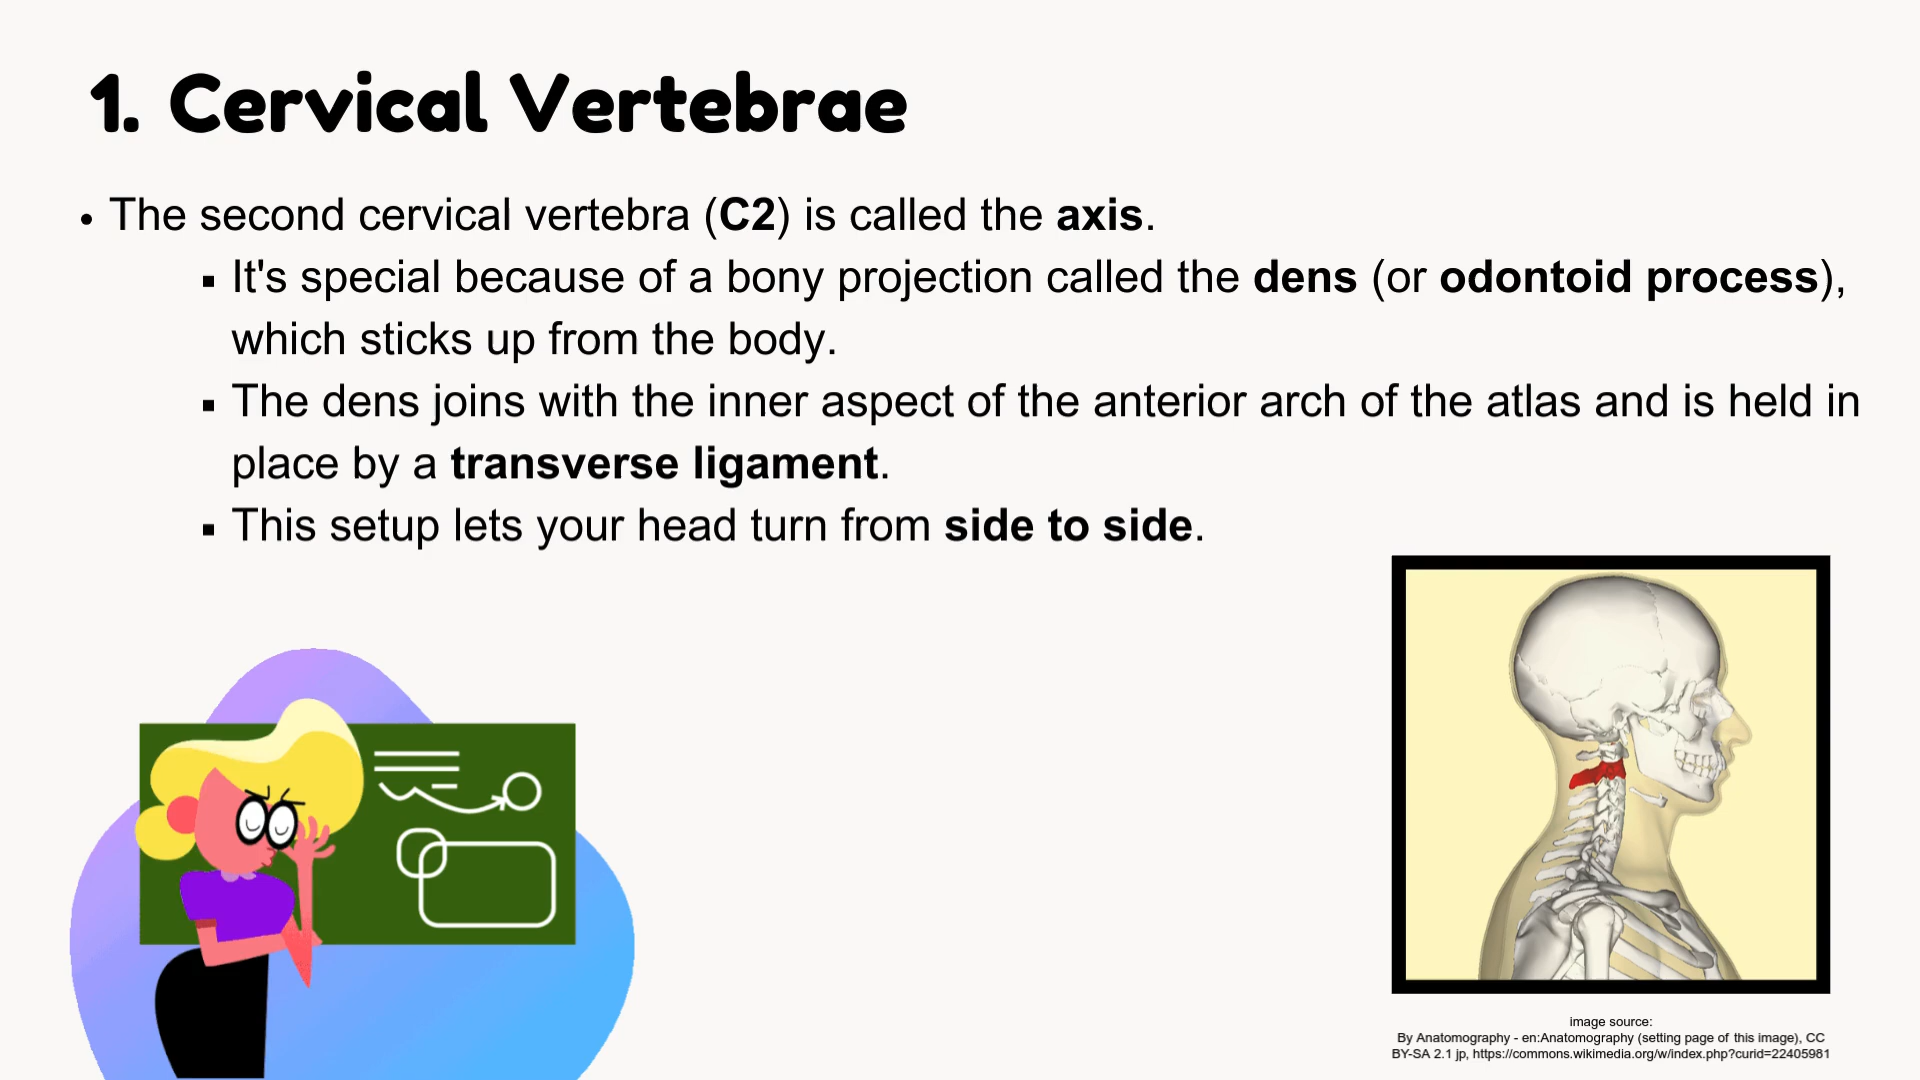 1. Cervical Vertebrae
• The second cervical vertebra (C2) is called the axis.
▪ It's special because of a bony projection called the dens (or odontoid process),
which sticks up from the body.
▪ The dens joins with the inner aspect of the anterior arch of the atlas and is held in
place by a transverse ligament.
▪ This setup lets your head turn from side to side.
image source:
By Anatomography - en:Anatomography (setting page of this image), CC
BY-SA 2.1 jp, https://commons.wikimedia.org/w/index.php?curid=22405981